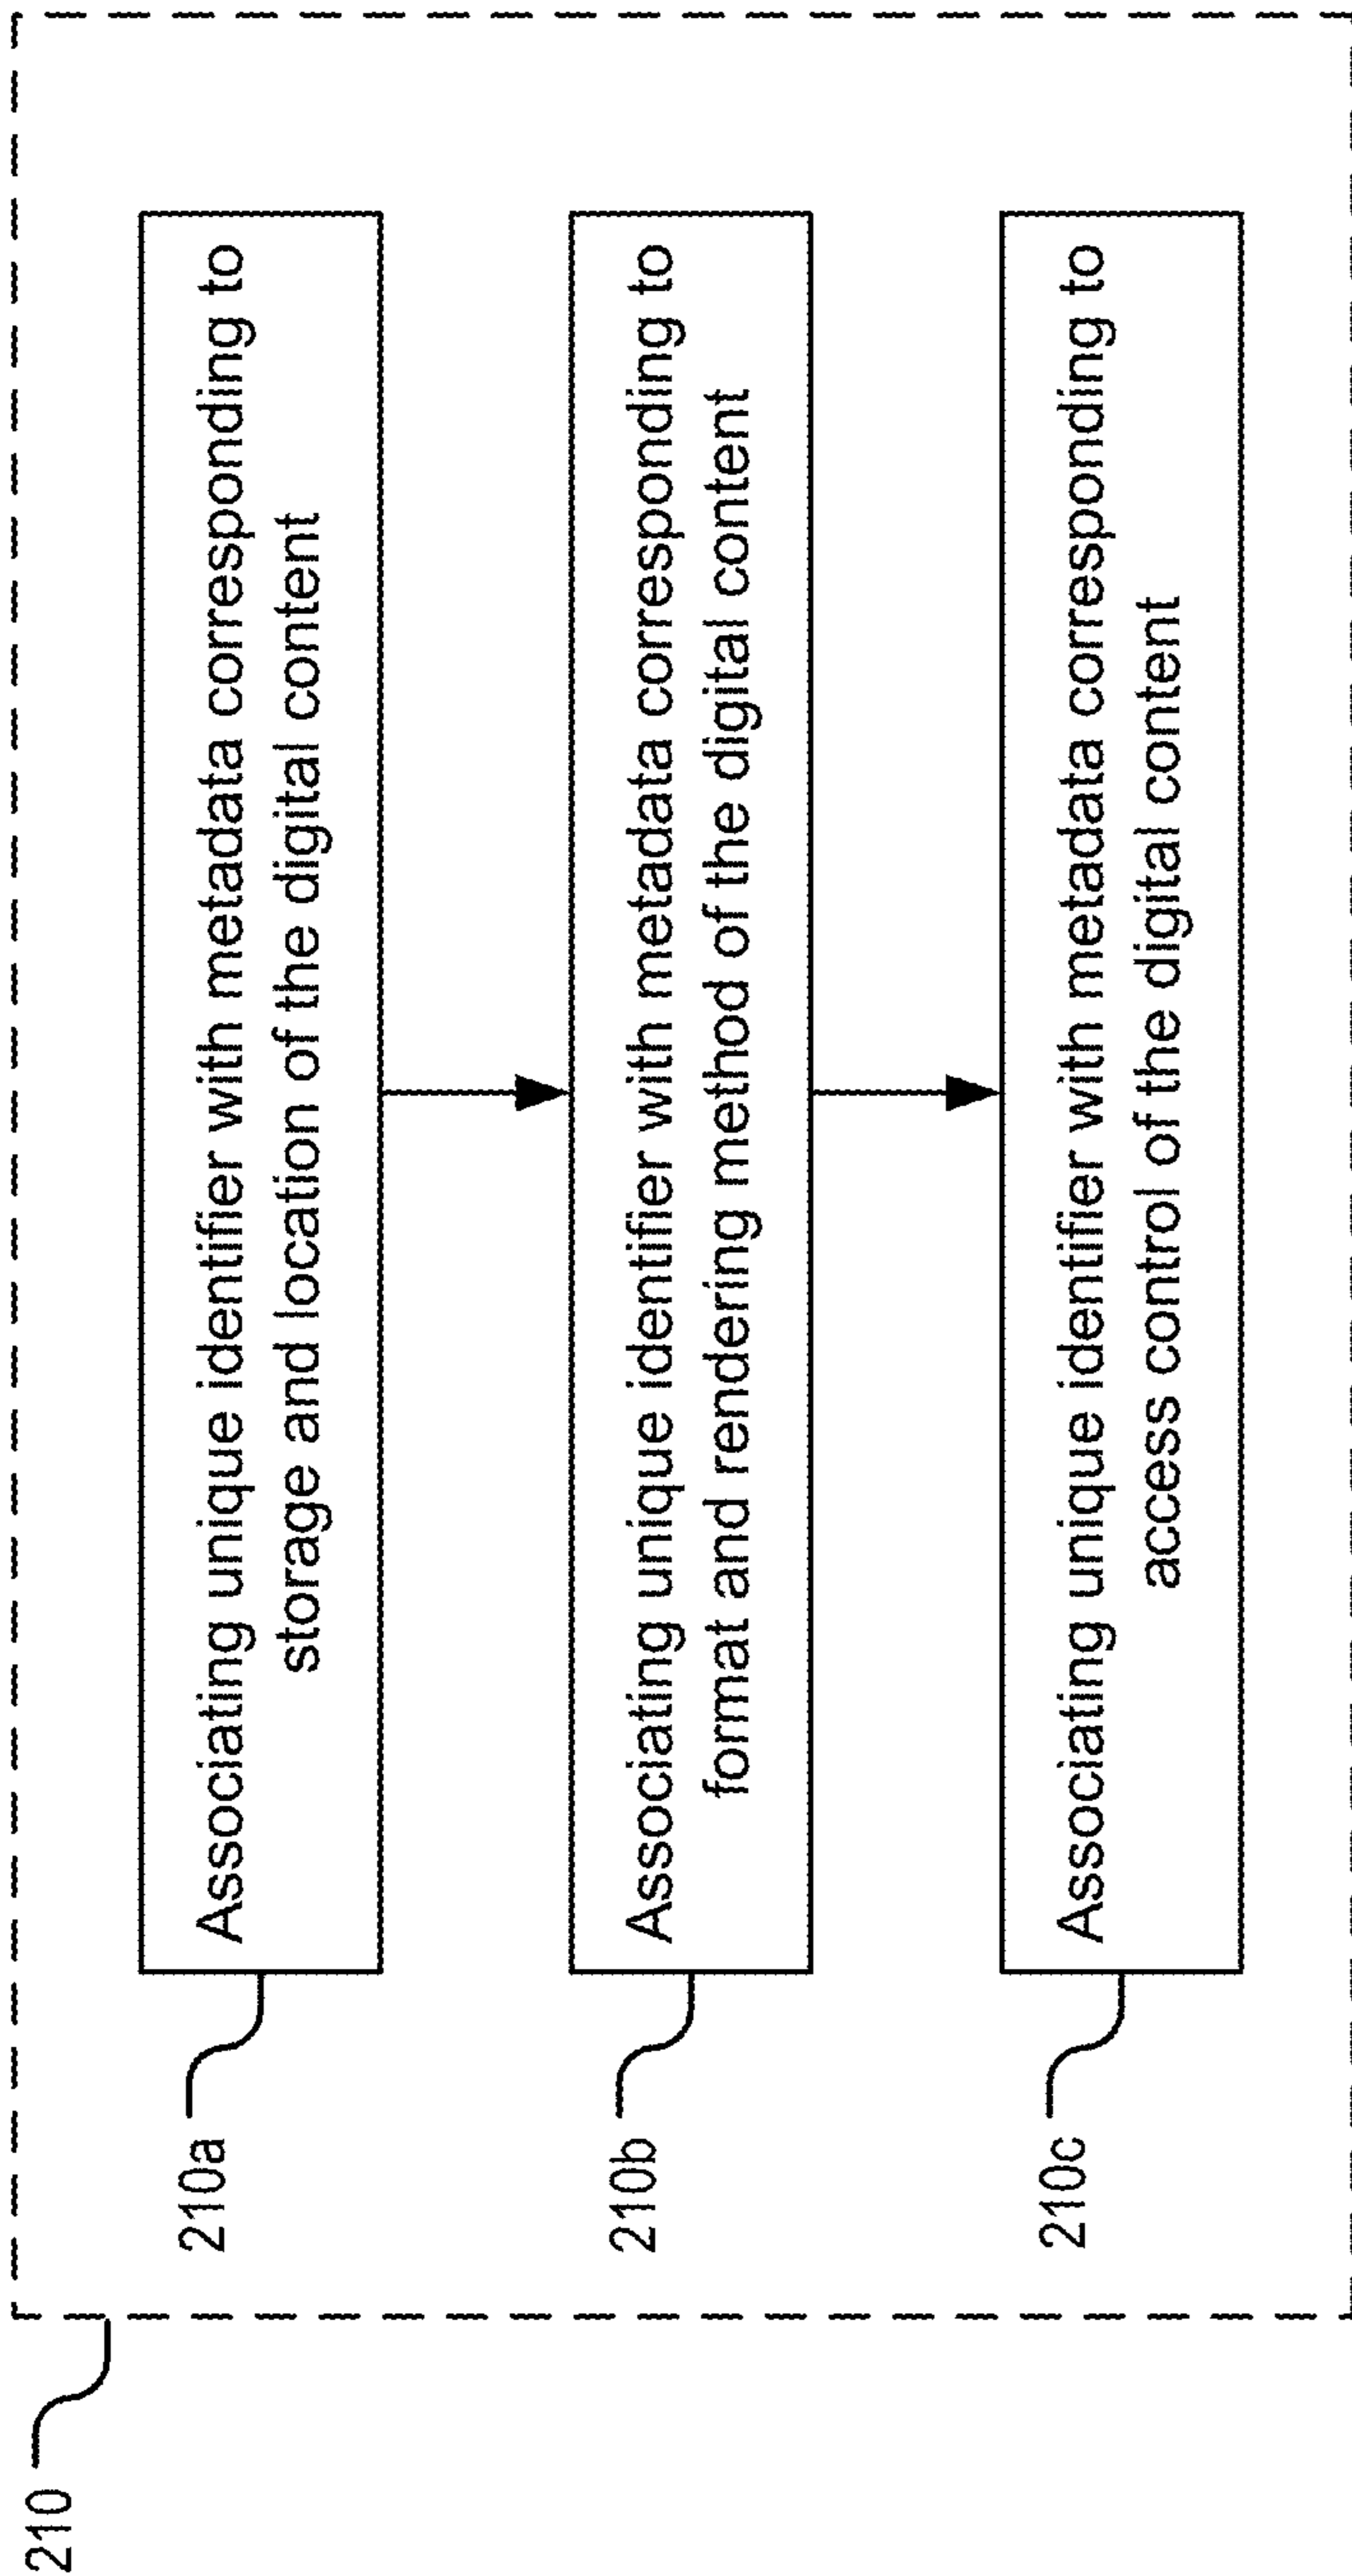 210
210a
Associating unique identifier with metadata corresponding to
storage and location of the digital content
210b
Associating unique identifier with metadata corresponding to
format and rendering method of the digital content
210c
Associating unique identifier with metadata corresponding to
access control of the digital content